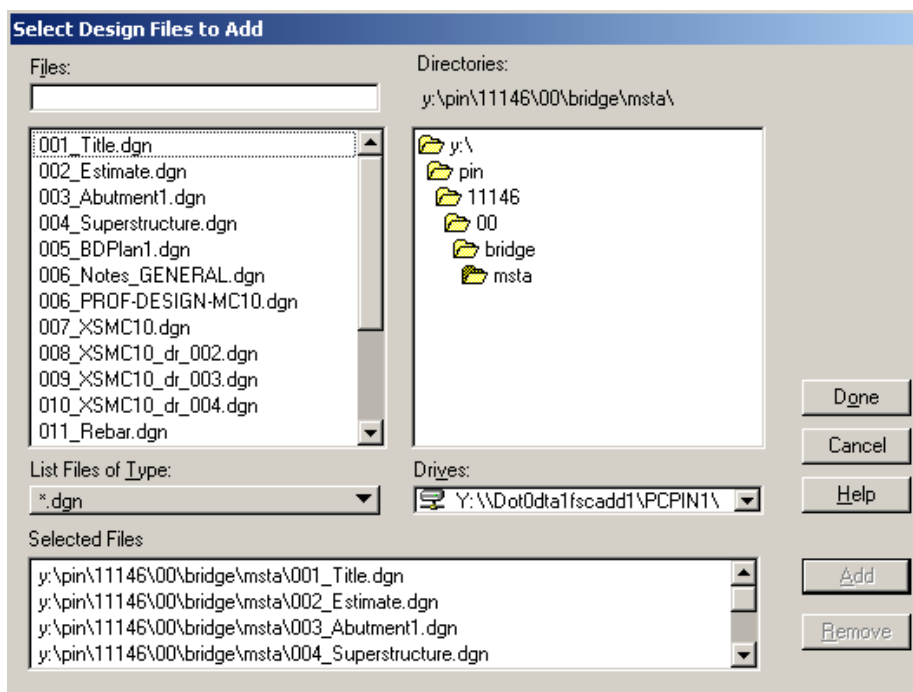 Select Design Files to Add
Files:
Directories:
y:\pin\11146\00\bridge\msta\
001_Title.dgn
002_Estimate.dgn
003_Abutment1.dgn
004_Superstructure.dgn
005_BDPlan1.dgn
006_Notes_GENERAL.dgn
006_PROF-DESIGN-MC10.dgn
007_XSMC10.dgn
008_XSMC10_dr_002.dgn
009_XSMC10_dr_003.dgn
010_XSMC10_dr_004.dgn
011_Rebar.dgn
y:\
pin
11146
00
bridge
msta
Done
Cancel
Help
List Files of Type:
*.dgn
Drives:
Y:\\Dot0dta1fscadd1\PCPIN1\
Selected Files
y:\pin\11146\00\bridge\msta\001_Title.dgn
y:\pin\11146\00\bridge\msta\002_Estimate.dgn
y:\pin\11146\00\bridge\msta\003_Abutment1.dgn
y:\pin\11146\00\bridge\msta\004_Superstructure.dgn
Add
Remove